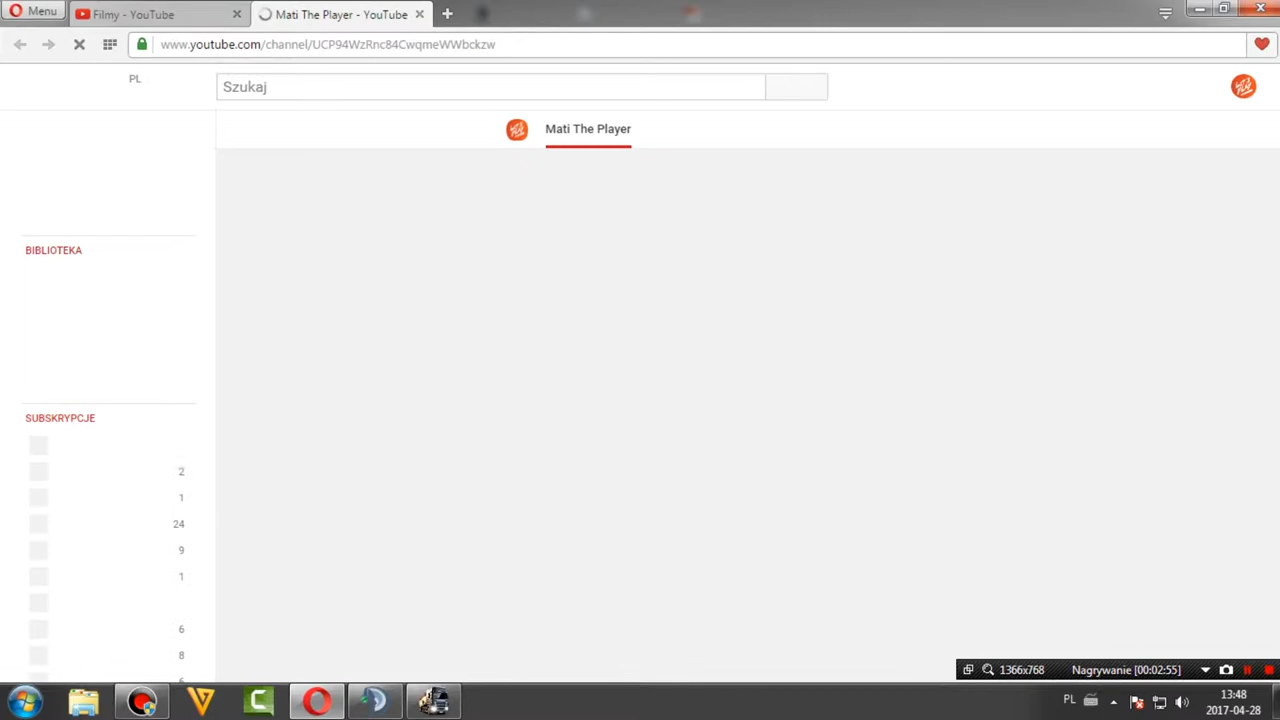 Menu
Filmy - YouTube
Mati The Player - YouTube
www.youtube.com/channel/UCP94WzRnc84CwqmeWWbckzw
PL
Szukaj
Mati The Player
BIBLIOTEKA
SUBSKRYPCJE
2
1
24
9
1
6
8
1366x768
Nagrywanie [00:02:55]
PL
13:48
2017-04-28